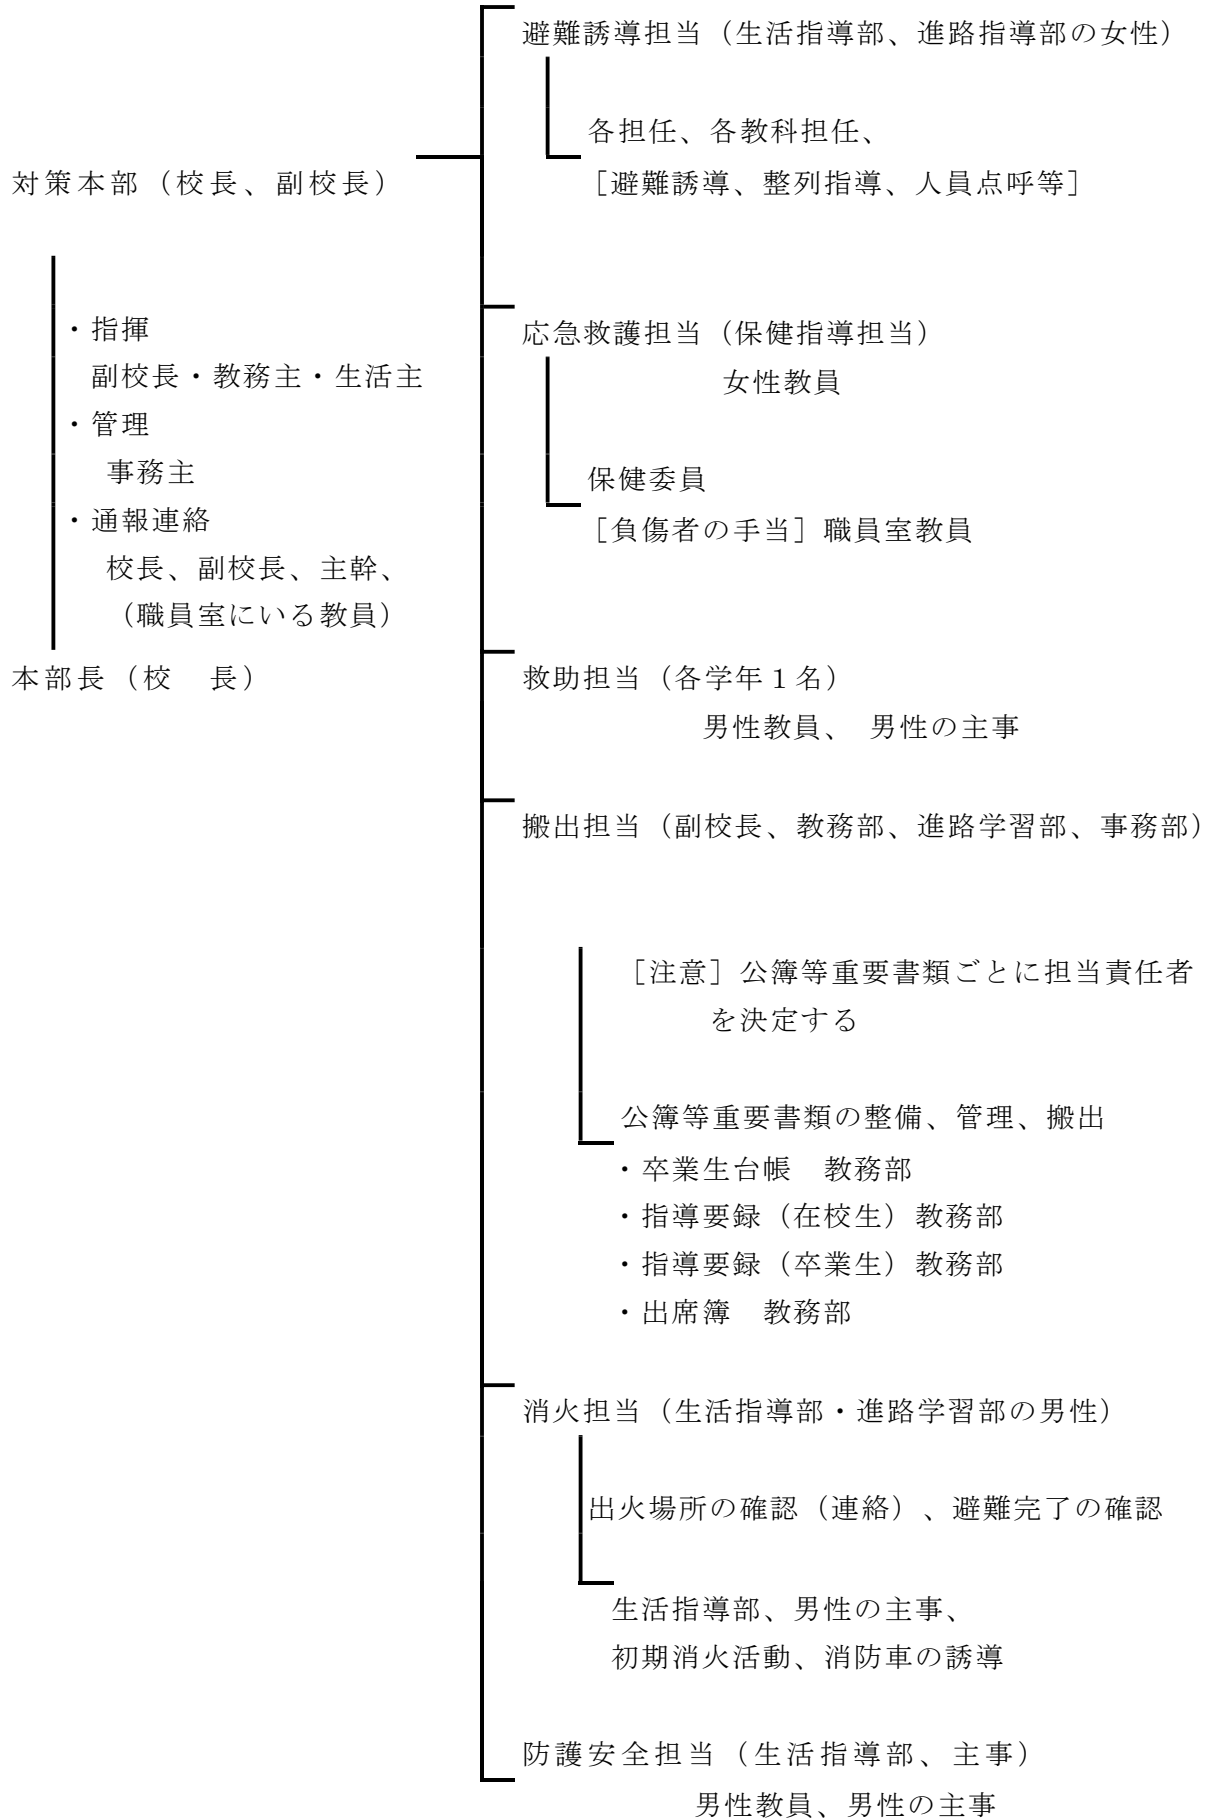 避難誘導担当（生活指導部、進路指導部の女性）
各担任、各教科担任、
［避難誘導、整列指導、人員点呼等］
対策本部（校長、副校長）
・指揮
副校長・教務主・生活主
・管理
事務主
・通報連絡
校長、副校長、主幹、
（職員室にいる教員）
本部長（校　長）
応急救護担当（保健指導担当）
女性教員
保健委員
［負傷者の手当］職員室教員
救助担当（各学年１名）
男性教員、 男性の主事
搬出担当（副校長、教務部、進路学習部、事務部）
［注意］公簿等重要書類ごとに担当責任者
を決定する
公簿等重要書類の整備、管理、搬出
・卒業生台帳　教務部
・指導要録（在校生）教務部
・指導要録（卒業生）教務部
・出席簿　教務部
消火担当（生活指導部・進路学習部の男性）
出火場所の確認（連絡）、避難完了の確認
生活指導部、男性の主事、
初期消火活動、消防車の誘導
防護安全担当（生活指導部、主事）
男性教員、男性の主事